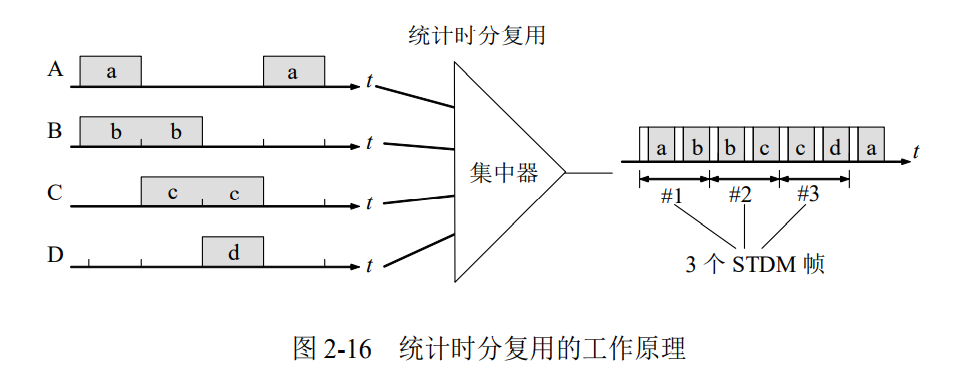 统计时分复用
A a a t
B b b t
C c c t
D d t
集中器
a b b c c d a t
#1 #2 #3
3 个 STDM 帧
图 2-16 统计时分复用的工作原理